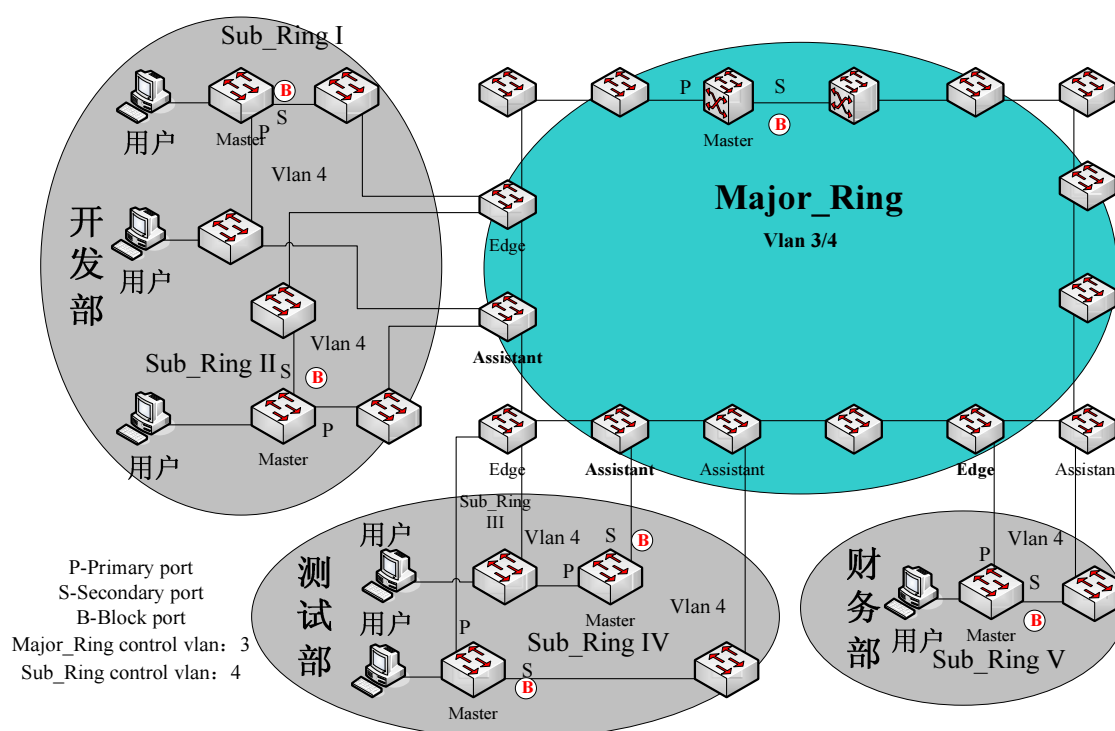 Sub_Ring I
用户
B
P
S
Master
Vlan 4
开发部
用户
Vlan 4
Sub_Ring II
S
B
P
用户
Master
P
S
B
Master
Major_Ring
Vlan 3/4
Edge
Assistant
Edge
Assistant
Assistant
Edge
Assistan
Sub_Ring
III
用户
Vlan 4
S
B
P
Master
测试部
用户
P
Vlan 4
Sub_Ring IV
S
B
Master
财务部
P
Vlan 4
S
B
用户
Master
Sub_Ring V
P-Primary port
S-Secondary port
B-Block port
Major_Ring control vlan：3
Sub_Ring control vlan：4